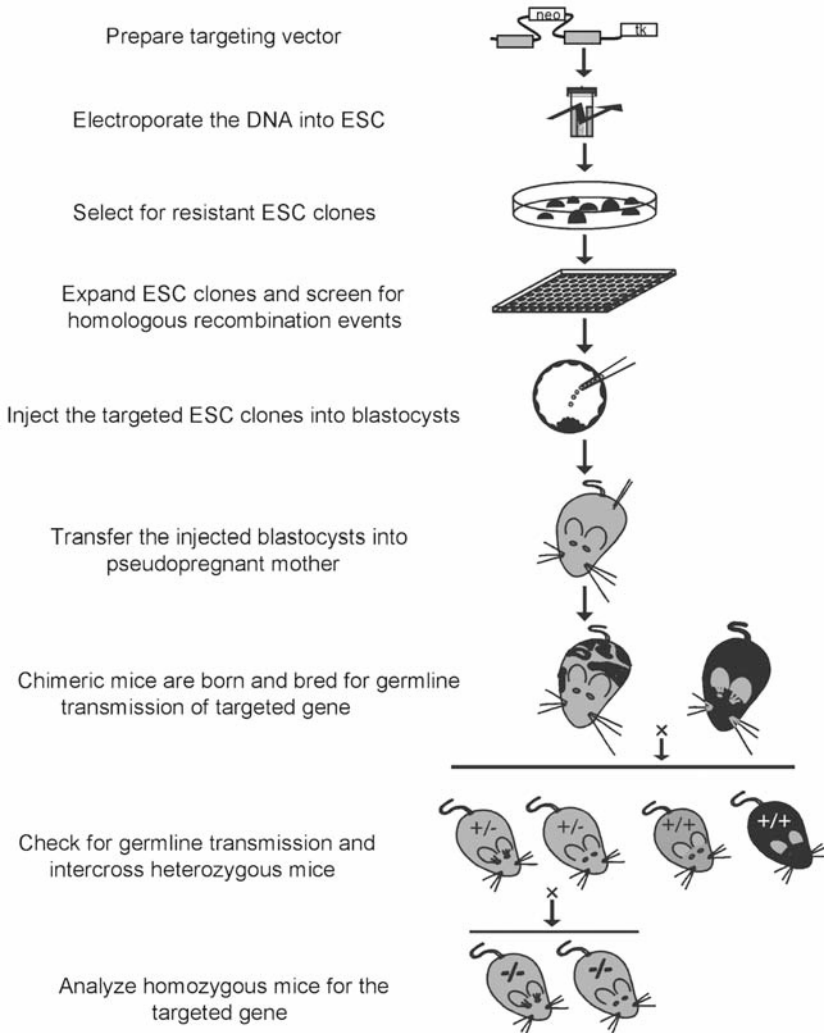 neo
tk
Prepare targeting vector
Electroporate the DNA into ESC
Select for resistant ESC clones
Expand ESC clones and screen for
homologous recombination events
Inject the targeted ESC clones into blastocysts
Transfer the injected blastocysts into
pseudopregnant mother
Chimeric mice are born and bred for germline
transmission of targeted gene
×
+/- +/- +/+ +/+
Check for germline transmission and
intercross heterozygous mice
×
-/- -/-
Analyze homozygous mice for the
targeted gene